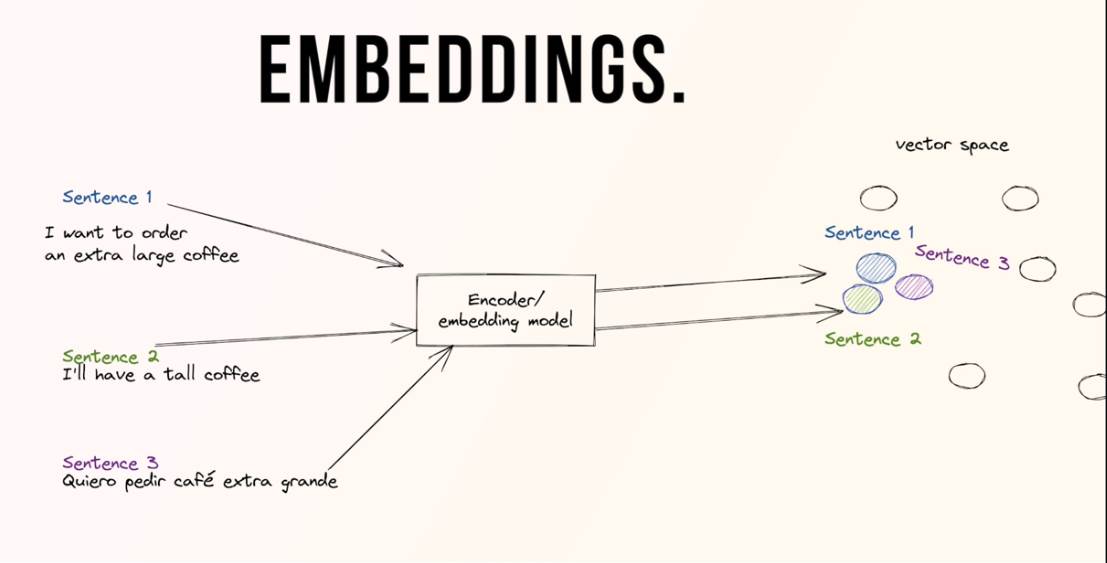 EMBEDDINGS.
vector space
Sentence 1
I want to order
an extra large coffee
Sentence 2
I'll have a tall coffee
Sentence 3
Quiero pedir café extra grande
Encoder/
embedding model
Sentence 1
Sentence 3
Sentence 2